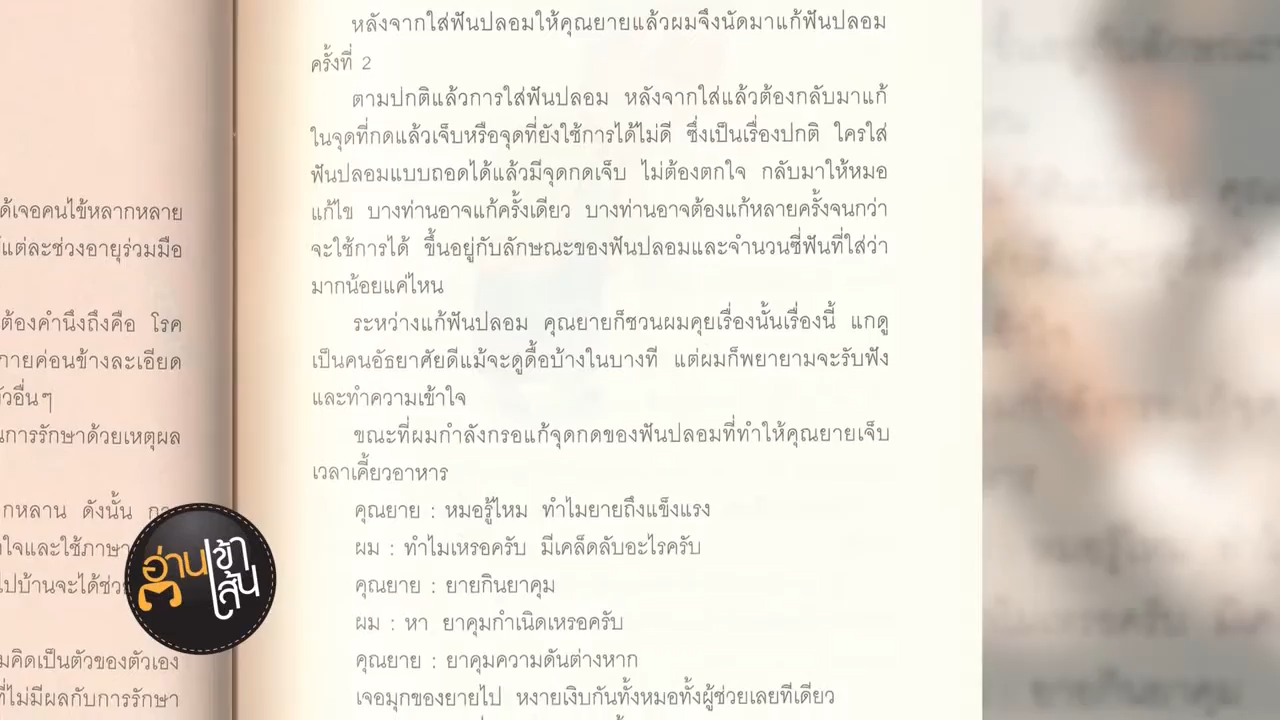 ด้เจอคนไข้หลากหลาย
แต่ละช่วงอายุร่วมมือ
ต้องคำนึงถึงคือ โรค
กายค่อนข้างละเอียด
ตัวอื่นๆ
การรักษาด้วยเหตุผล
กหลาน ดังนั้น
ใจและใช้ภาษา
ไปบ้านจะได้ช่วย
มคิดเป็นตัวของตัวเอง
ที่ไม่มีผลกับการรักษา
หลังจากใส่ฟันปลอมให้คุณยายแล้วผมจึงนัดมาแก้ฟันปลอม
ครั้งที่ 2
ตามปกติแล้วการใส่ฟันปลอม หลังจากใส่แล้วต้องกลับมาแก้
ในจุดที่กดแล้วเจ็บหรือจุดที่ยังใช้การได้ไม่ดี ซึ่งเป็นเรื่องปกติ ใครใส่
ฟันปลอมแบบถอดได้แล้วมีจุดกดเจ็บ ไม่ต้องตกใจ กลับมาให้หมอ
แก้ไข บางท่านอาจแก้ครั้งเดียว บางท่านอาจต้องแก้หลายครั้งจนกว่า
จะใช้การได้ ขึ้นอยู่กับลักษณะของฟันปลอมและจำนวนซี่ฟันที่ใส่ว่า
มากน้อยแค่ไหน
ระหว่างแก้ฟันปลอม คุณยายก็ชวนผมคุยเรื่องนั้นเรื่องนี้ แกดู
เป็นคนอัธยาศัยดีแม้จะดูดื้อบ้างในบางที แต่ผมก็พยายามจะรับฟัง
และทำความเข้าใจ
ขณะที่ผมกำลังกรอแก้จุดกดของฟันปลอมที่ทำให้คุณยายเจ็บ
เวลาเคี้ยวอาหาร
คุณยาย : หมอรู้ไหม ทำไมยายถึงแข็งแรง
ผม : ทำไมเหรอครับ มีเคล็ดลับอะไรครับ
คุณยาย : ยายกินยาคุม
ผม : หา ยาคุมกำเนิดเหรอครับ
คุณยาย : ยาคุมความดันต่างหาก
เจอมุกของยายไป หงายเงิบกันทั้งหมอทั้งผู้ช่วยเลยทีเดียว
อ่าน
เข้า
เส้น
ยายกินยาคุม